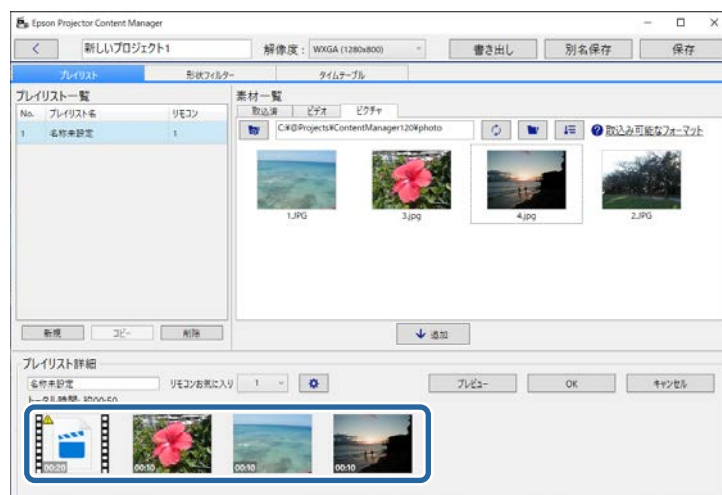 Epson Projector Content Manager
新しいプロジェクト1 解像度： WXGA (1280x800) 書き出し 別名保存 保存
プレイリスト 形状フィルター タイムテーブル
プレイリスト一覧 素材一覧
No. プレイリスト名 リモコン
取込済 ビデオ ピクチャ
1 名称未設定 1
C:¥@Projects¥ContentManager120¥photo 取込み可能なフォーマット
1.JPG 3.jpg 4.jpg 2.JPG
新規 コピー 削除 追加
プレイリスト詳細
名称未設定 リモコンお気に入り 1 プレビュー OK キャンセル
トータル時間: 約00:50
00:20 00:10 00:10 00:10